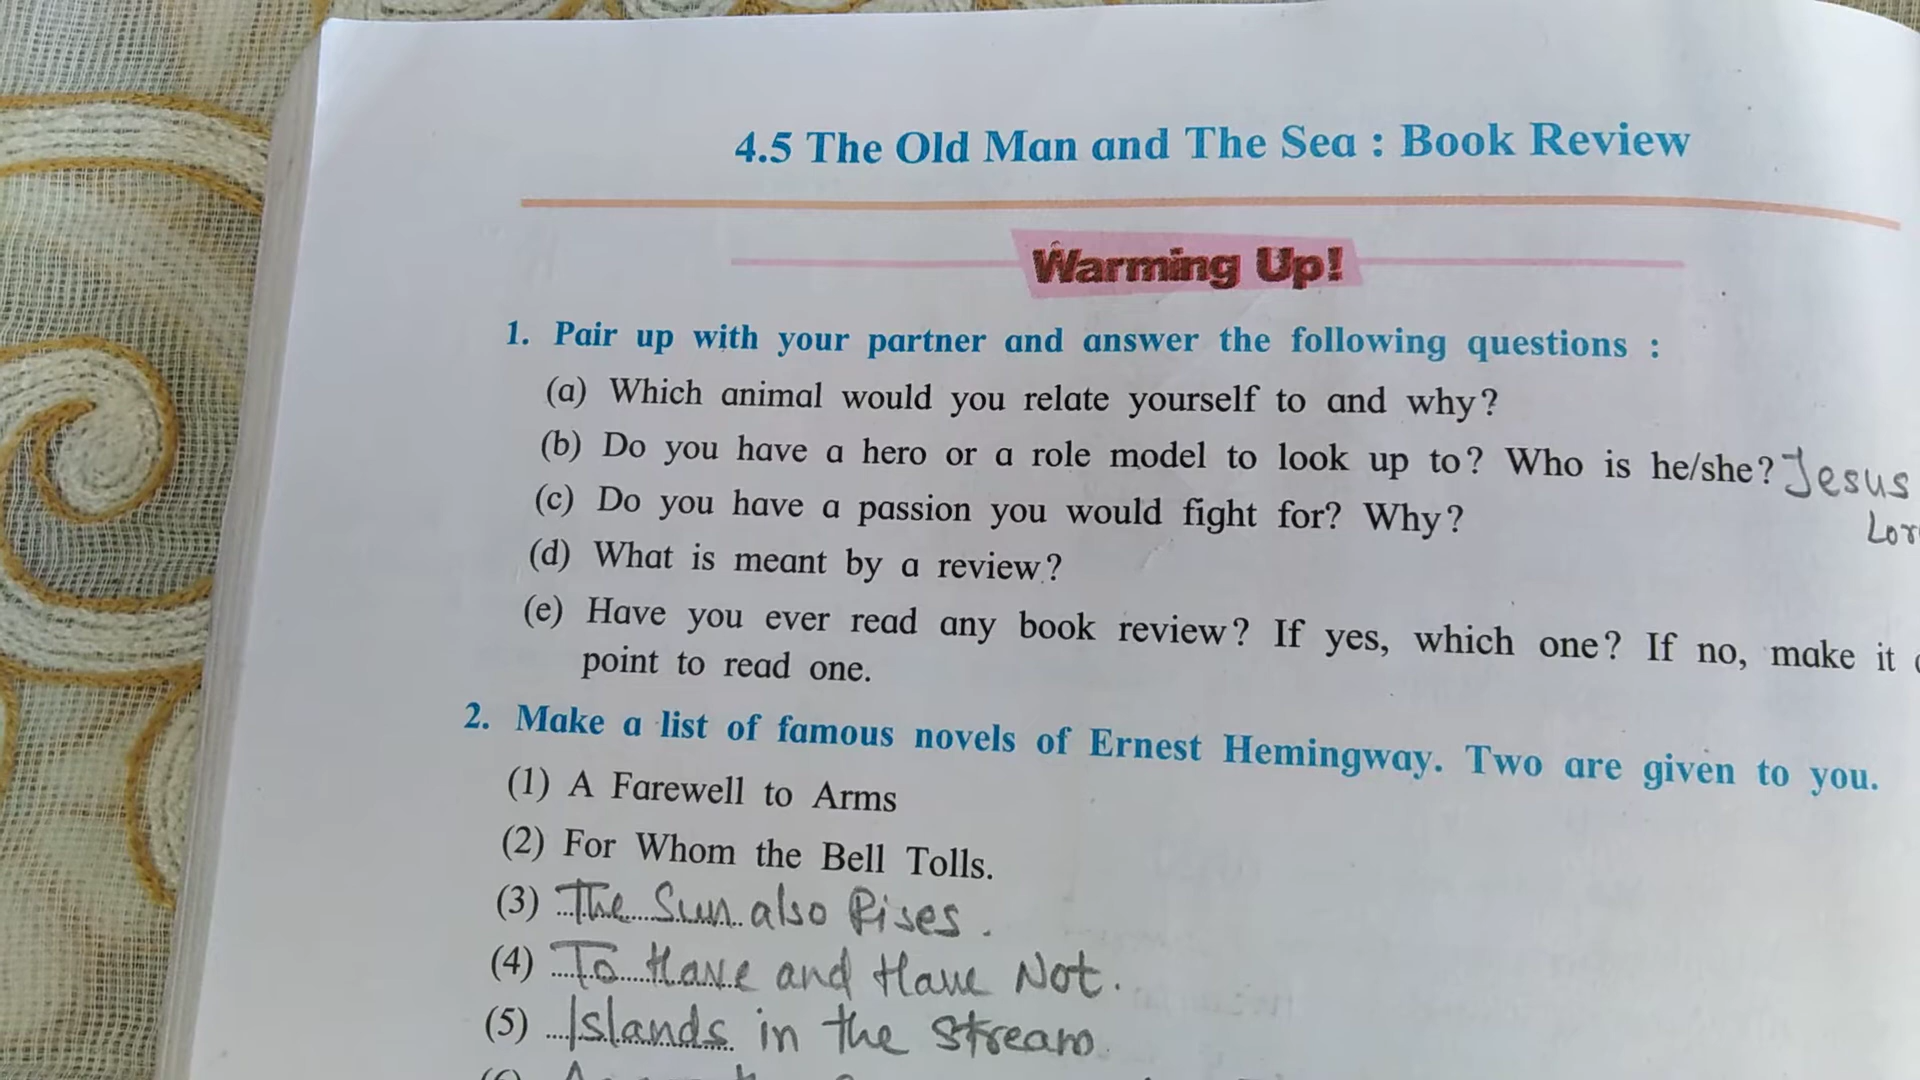 4.5 The Old Man and The Sea : Book Review
Warming Up!
1. Pair up with your partner and answer the following questions :
(a) Which animal would you relate yourself to and why?
(b) Do you have a hero or a role model to look up to? Who is he/she? Jesus
(c) Do you have a passion you would fight for? Why?
(d) What is meant by a review?
(e) Have you ever read any book review? If yes, which one? If no, make it
point to read one.
2. Make a list of famous novels of Ernest Hemingway. Two are given to you.
(1) A Farewell to Arms
(2) For Whom the Bell Tolls.
(3) The Sun also Rises.
(4) To Have and Have Not.
(5) Islands in the Stream